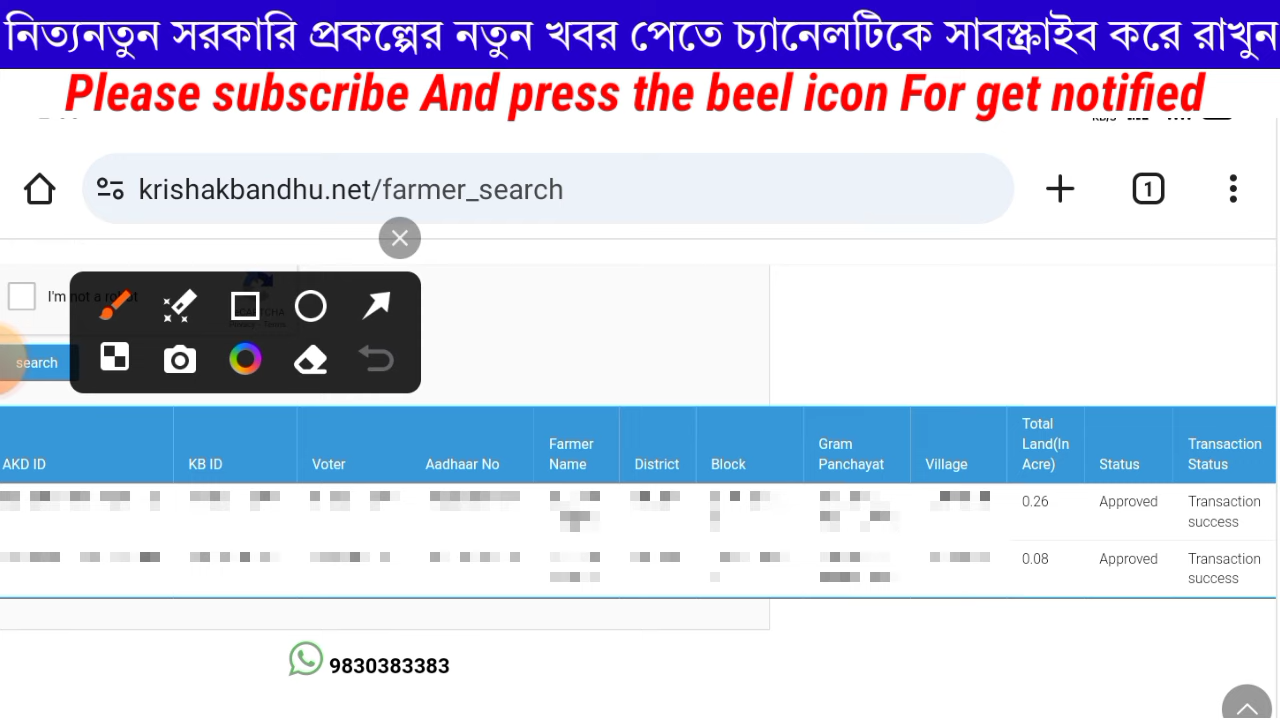 নিত্যনতুন সরকারি প্রকল্পের নতুন খবর পেতে চ্যানেলটিকে সাবস্ক্রাইব করে রাখুন
Please subscribe And press the beel icon For get notified
krishakbandhu.net/farmer_search
1
I'm not a robot
search
AKD ID KB ID Voter Aadhaar No Farmer Name District Block Gram Panchayat Village Total Land(In Acre) Status Transaction Status
0.26 Approved Transaction success
0.08 Approved Transaction success
9830383383